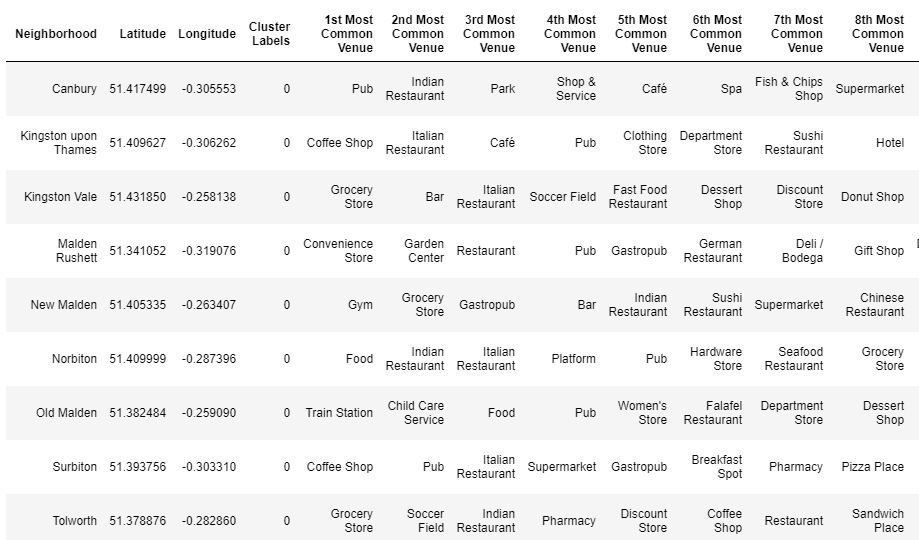 Neighborhood Latitude Longitude Cluster Labels 1st Most Common Venue 2nd Most Common Venue 3rd Most Common Venue 4th Most Common Venue 5th Most Common Venue 6th Most Common Venue 7th Most Common Venue 8th Most Common Venue
Canbury 51.417499 -0.305553 0 Pub Indian Restaurant Park Shop & Service Café Spa Fish & Chips Shop Supermarket
Kingston upon Thames 51.409627 -0.306262 0 Coffee Shop Italian Restaurant Café Pub Clothing Store Department Store Sushi Restaurant Hotel
Kingston Vale 51.431850 -0.258138 0 Grocery Store Bar Italian Restaurant Soccer Field Fast Food Restaurant Dessert Shop Discount Store Donut Shop
Malden Rushett 51.341052 -0.319076 0 Convenience Store Garden Center Restaurant Pub Gastropub German Restaurant Deli / Bodega Gift Shop
New Malden 51.405335 -0.263407 0 Gym Grocery Store Gastropub Bar Indian Restaurant Sushi Restaurant Supermarket Chinese Restaurant
Norbiton 51.409999 -0.287396 0 Food Indian Restaurant Italian Restaurant Platform Pub Hardware Store Seafood Restaurant Grocery Store
Old Malden 51.382484 -0.259090 0 Train Station Child Care Service Food Pub Women's Store Falafel Restaurant Department Store Dessert Shop
Surbiton 51.393756 -0.303310 0 Coffee Shop Pub Italian Restaurant Supermarket Gastropub Breakfast Spot Pharmacy Pizza Place
Tolworth 51.378876 -0.282860 0 Grocery Store Soccer Field Indian Restaurant Pharmacy Discount Store Coffee Shop Restaurant Sandwich Place